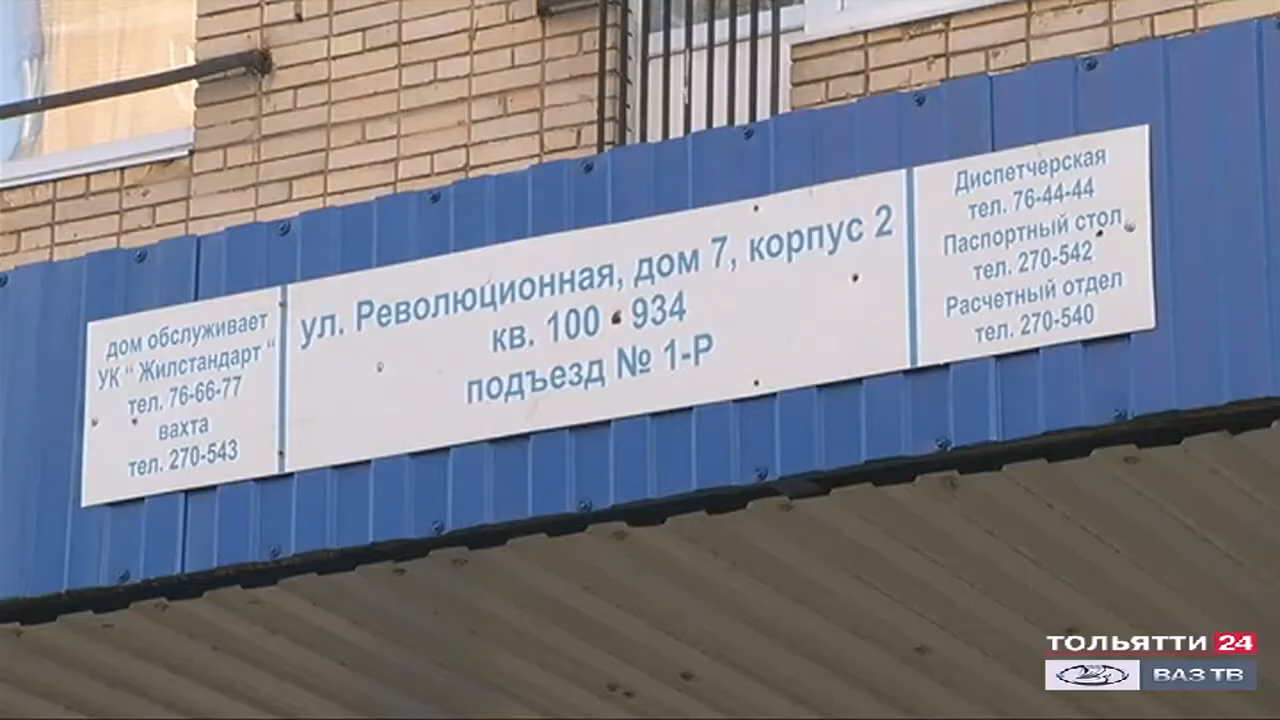 дом обслуживает
УК “ Жилстандарт “
тел. 76-66-77
вахта
тел. 270-543
ул. Революционная, дом 7, корпус 2
кв. 100 - 934
подъезд № 1-Р
Диспетчерская
тел. 76-44-44
Паспортный стол
тел. 270-542
Расчетный отдел
тел. 270-540
ТОЛЬЯТТИ 24
ВАЗ ТВ